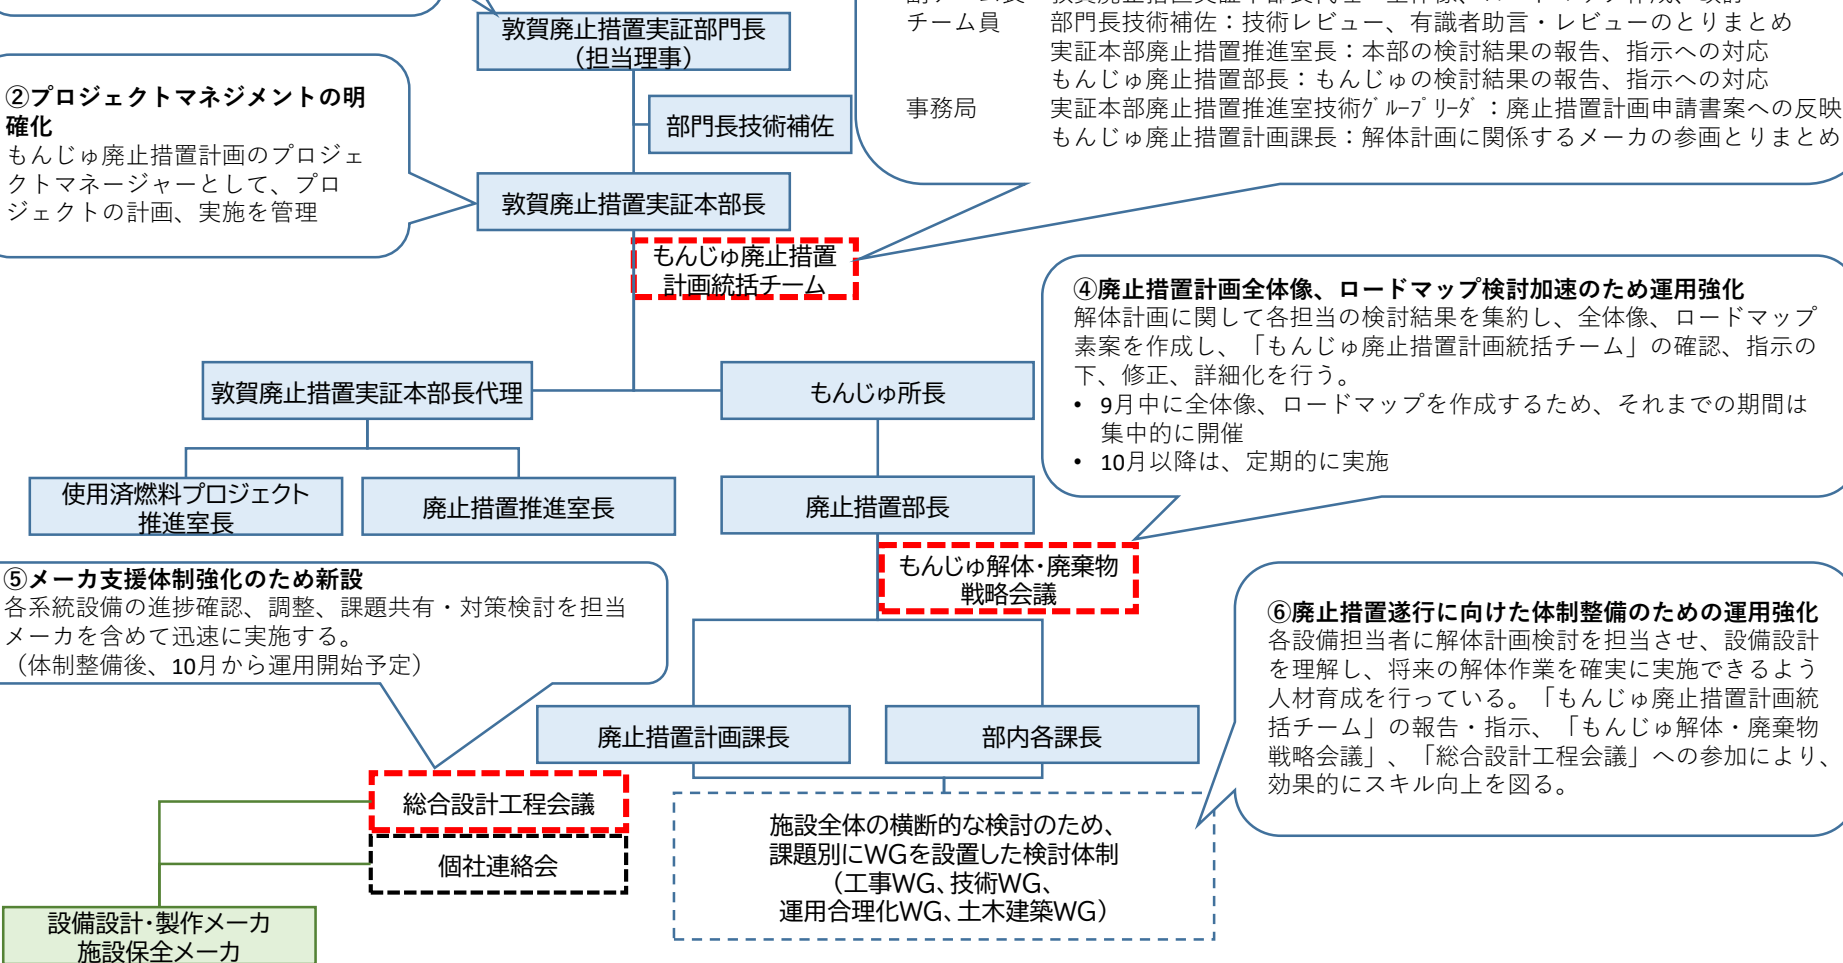 敦賀廃止措置実証部門長
（担当理事）
チーム員 部門長技術補佐：技術レビュー、有識者助言・レビューのとりまとめ
実証本部廃止措置推進室長：本部の検討結果の報告、指示への対応
もんじゅ廃止措置部長：もんじゅの検討結果の報告、指示への対応
事務局 実証本部廃止措置推進室技術ｸﾞﾙｰﾌﾟﾘｰﾀﾞ：廃止措置計画申請書案への反映
もんじゅ廃止措置計画課長：解体計画に関係するメーカの参画とりまとめ
②プロジェクトマネジメントの明
確化
もんじゅ廃止措置計画のプロジェ
クトマネージャーとして、プロ
ジェクトの計画、実施を管理
部門長技術補佐
敦賀廃止措置実証本部長
もんじゅ廃止措置
計画統括チーム
④廃止措置計画全体像、ロードマップ検討加速のため運用強化
解体計画に関して各担当の検討結果を集約し、全体像、ロードマップ
素案を作成し、「もんじゅ廃止措置計画統括チーム」の確認、指示の
下、修正、詳細化を行う。
• 9月中に全体像、ロードマップを作成するため、それまでの期間は
集中的に開催
• 10月以降は、定期的に実施
敦賀廃止措置実証本部長代理
もんじゅ所長
使用済燃料プロジェクト
推進室長
廃止措置推進室長
廃止措置部長
もんじゅ解体・廃棄物
戦略会議
⑤メーカ支援体制強化のため新設
各系統設備の進捗確認、調整、課題共有・対策検討を担当
メーカを含めて迅速に実施する。
（体制整備後、10月から運用開始予定）
⑥廃止措置遂行に向けた体制整備のための運用強化
各設備担当者に解体計画検討を担当させ、設備設計
を理解し、将来の解体作業を確実に実施できるよう
人材育成を行っている。「もんじゅ廃止措置計画統
括チーム」の報告・指示、「もんじゅ解体・廃棄物
戦略会議」、「総合設計工程会議」への参加により、
効果的にスキル向上を図る。
廃止措置計画課長
部内各課長
総合設計工程会議
個社連絡会
施設全体の横断的な検討のため、
課題別にWGを設置した検討体制
（工事WG、技術WG、
運用合理化WG、土木建築WG）
設備設計・製作メーカ
施設保全メーカ